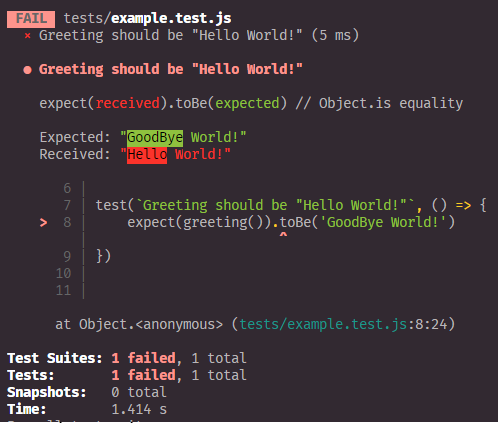 FAIL tests/example.test.js
× Greeting should be "Hello World!" (5 ms)
● Greeting should be "Hello World!"
expect(received).toBe(expected) // Object.is equality
Expected: "GoodBye World!"
Received: "Hello World!"
6 |
7 | test(`Greeting should be "Hello World!"`, () => {
> 8 | expect(greeting()).toBe('GoodBye World!')
| ^
9 | })
10 |
11 |
at Object.<anonymous> (tests/example.test.js:8:24)
Test Suites: 1 failed, 1 total
Tests: 1 failed, 1 total
Snapshots: 0 total
Time: 1.414 s